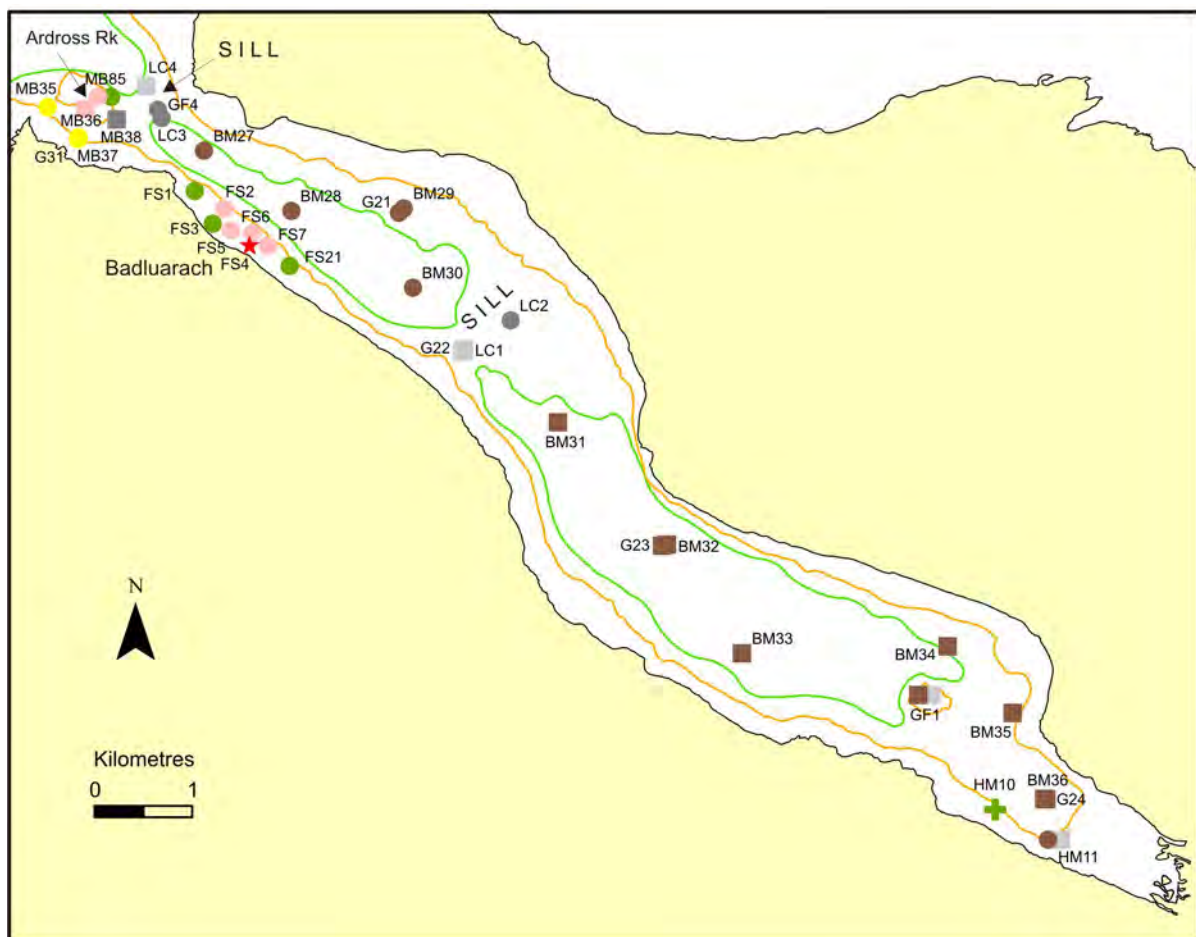 Ardross Rk
SILL
LC4
MB85
MB35
GF4
MB36
MB38
LC3
BM27
G31
MB37
FS1
FS2
BM28
BM29
G21
FS3
FS6
FS7
FS5
FS4
FS21
Badluarach
BM30
SILL
LC2
G22
LC1
BM31
G23
BM32
N
BM33
BM34
GF1
BM35
Kilometres
0 1
HM10
BM36
G24
HM11